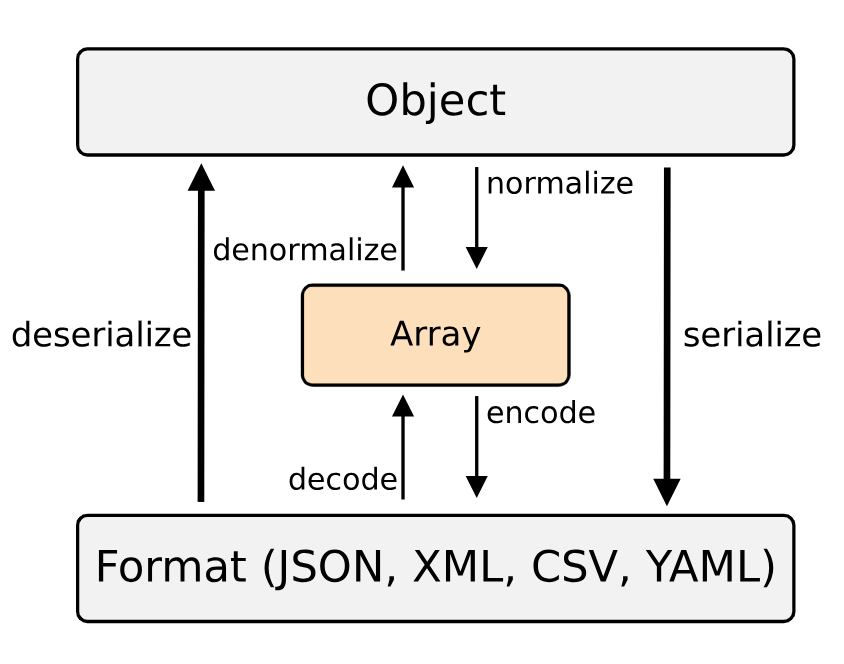 Object
normalize
denormalize
deserialize
Array
serialize
encode
decode
Format (JSON, XML, CSV, YAML)